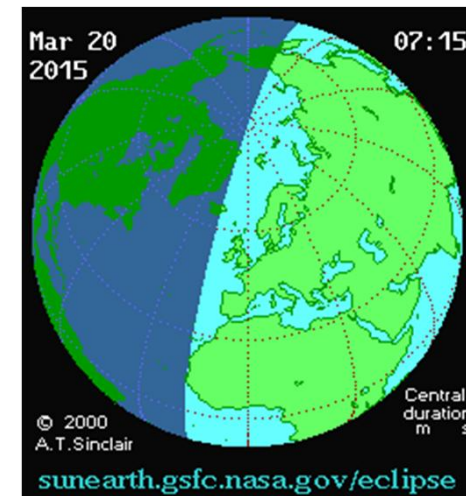 Mar 20
2015
07:15
Central
duration
m s
© 2000
A.T.Sinclair
sunearth.gsfc.nasa.gov/eclipse